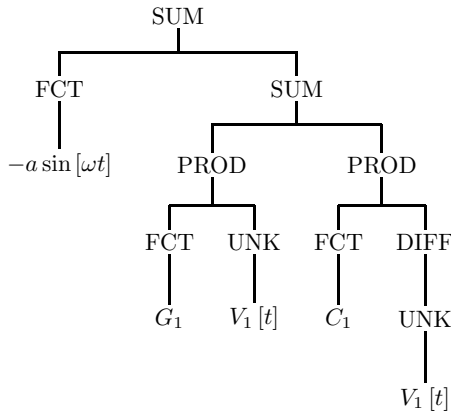 SUM
FCT SUM
−a sin [ωt] PROD PROD
FCT UNK FCT DIFF
G₁ V₁ [t] C₁ UNK
V₁ [t]